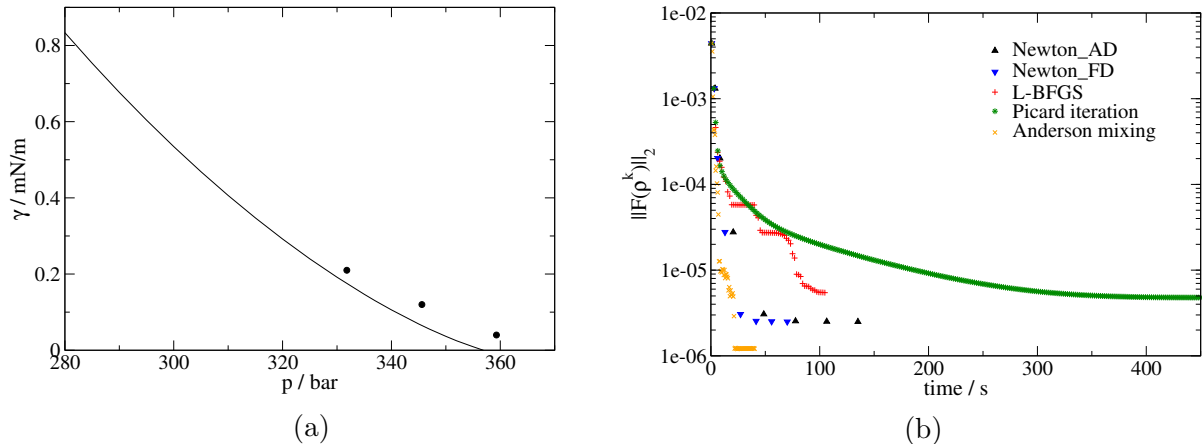 0.8
0.6
0.4
0.2
0
γ / mN/m
280 300 320 340 360
p / bar
(a)
1e-02
1e-03
1e-04
1e-05
1e-06
||F(ρ^k)||_2
Newton_AD
Newton_FD
L-BFGS
Picard iteration
Anderson mixing
0 100 200 300 400
time / s
(b)